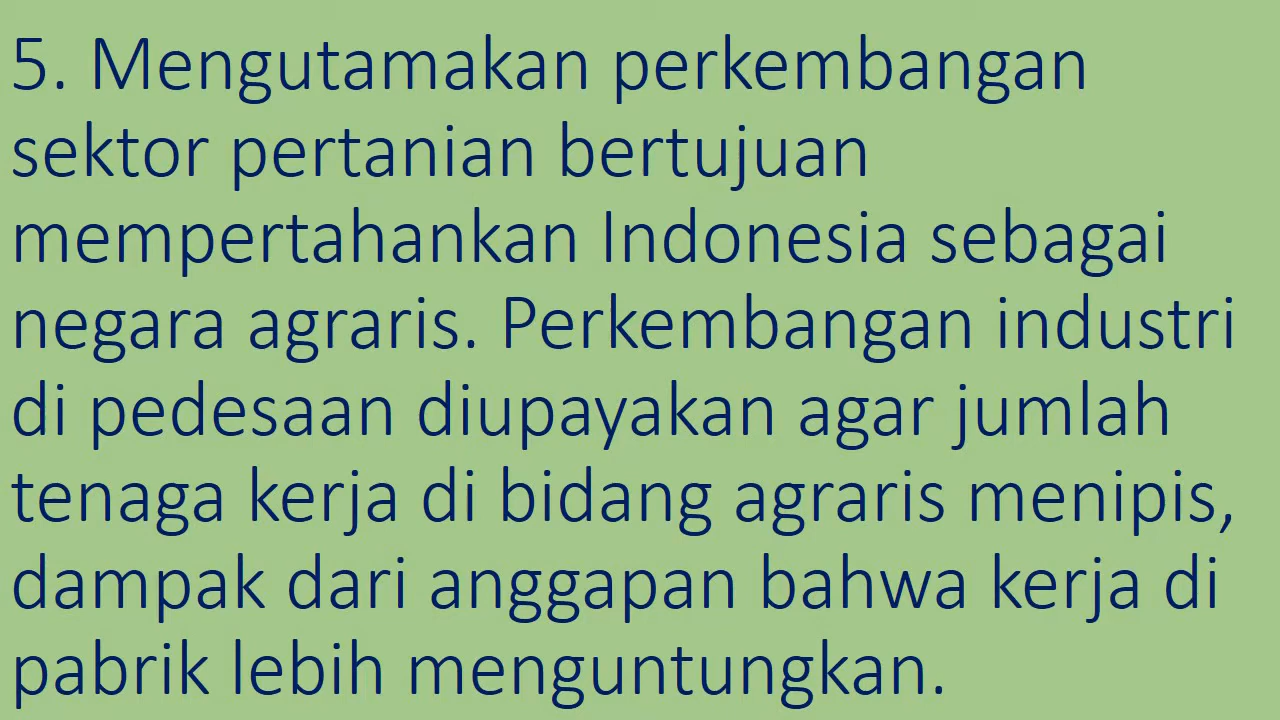 5. Mengutamakan perkembangan
sektor pertanian bertujuan
mempertahankan Indonesia sebagai
negara agraris. Perkembangan industri
di pedesaan diupayakan agar jumlah
tenaga kerja di bidang agraris menipis,
dampak dari anggapan bahwa kerja di
pabrik lebih menguntungkan.